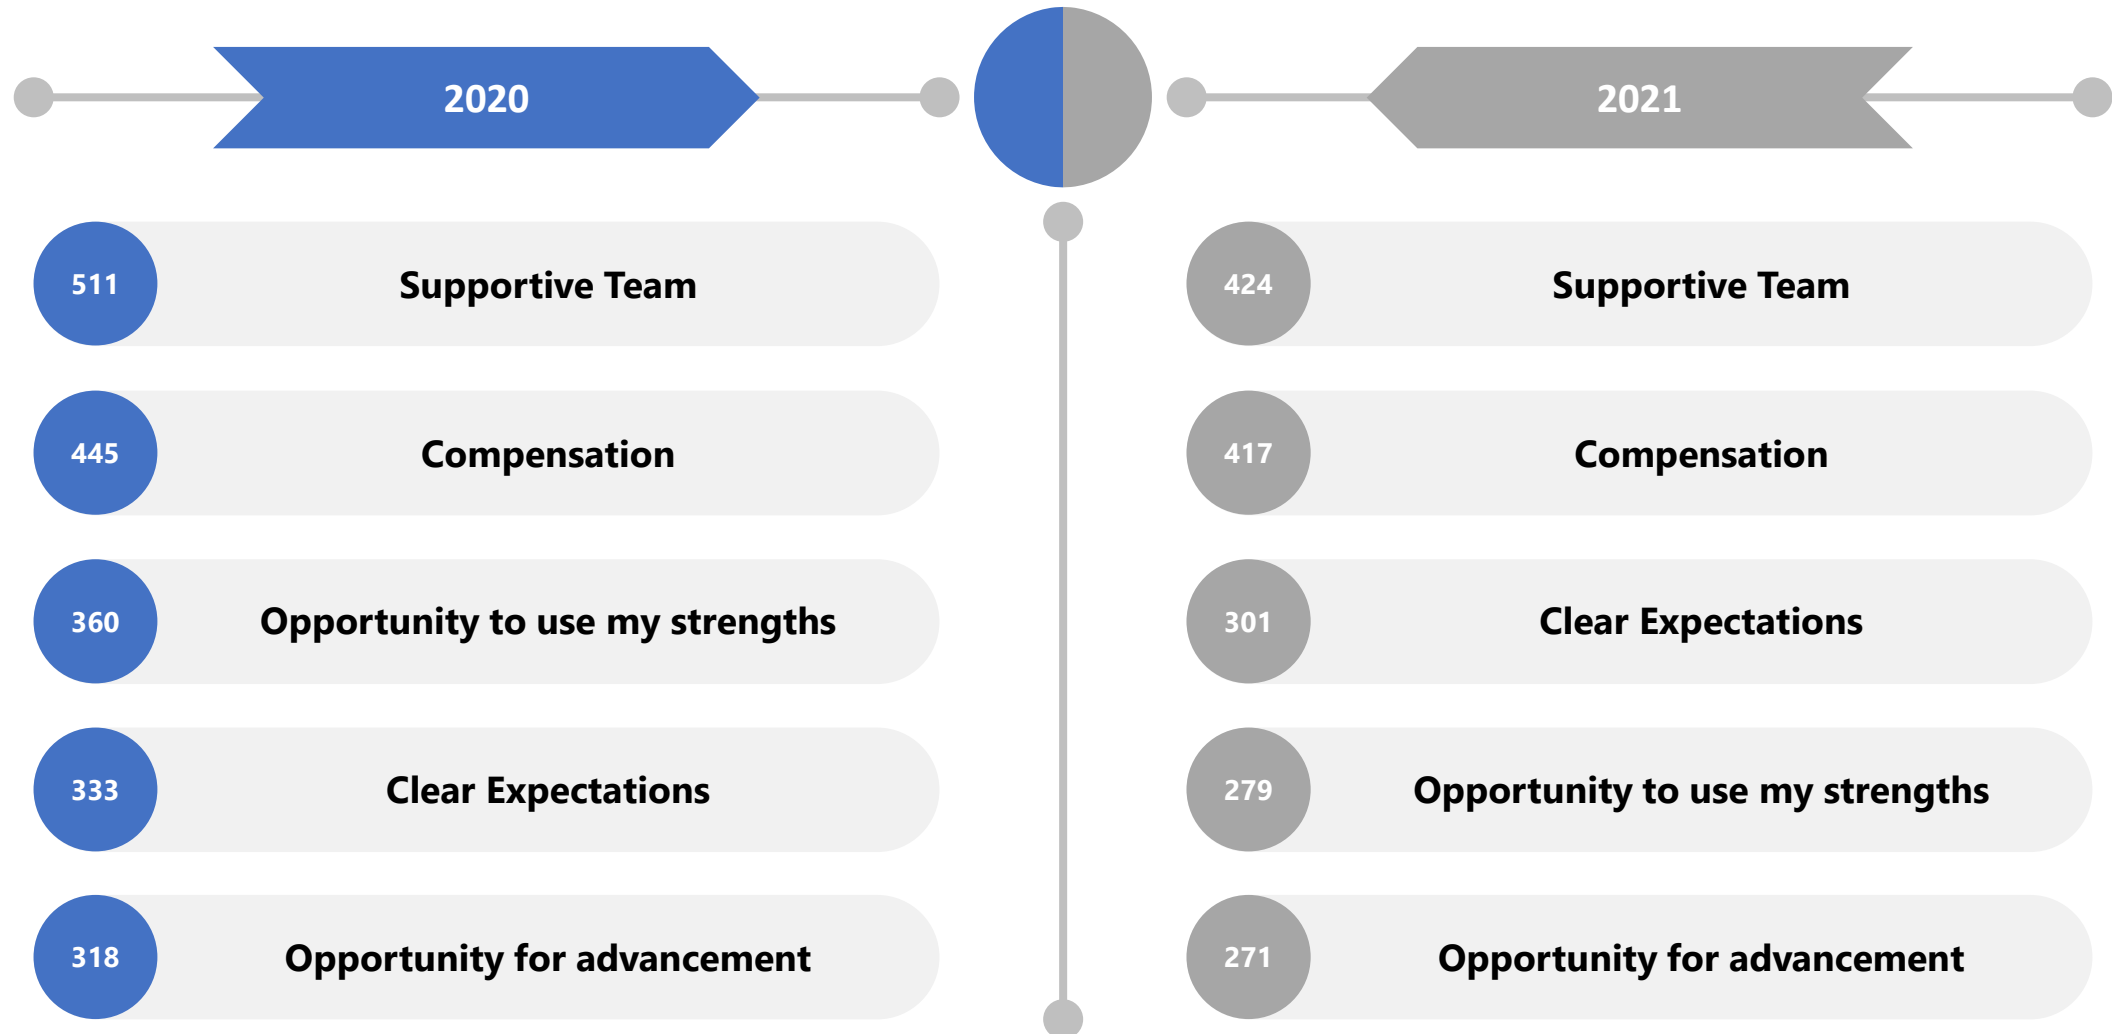 2020
2021
511
Supportive Team
424
Supportive Team
445
Compensation
417
Compensation
360
Opportunity to use my strengths
301
Clear Expectations
333
Clear Expectations
279
Opportunity to use my strengths
318
Opportunity for advancement
271
Opportunity for advancement